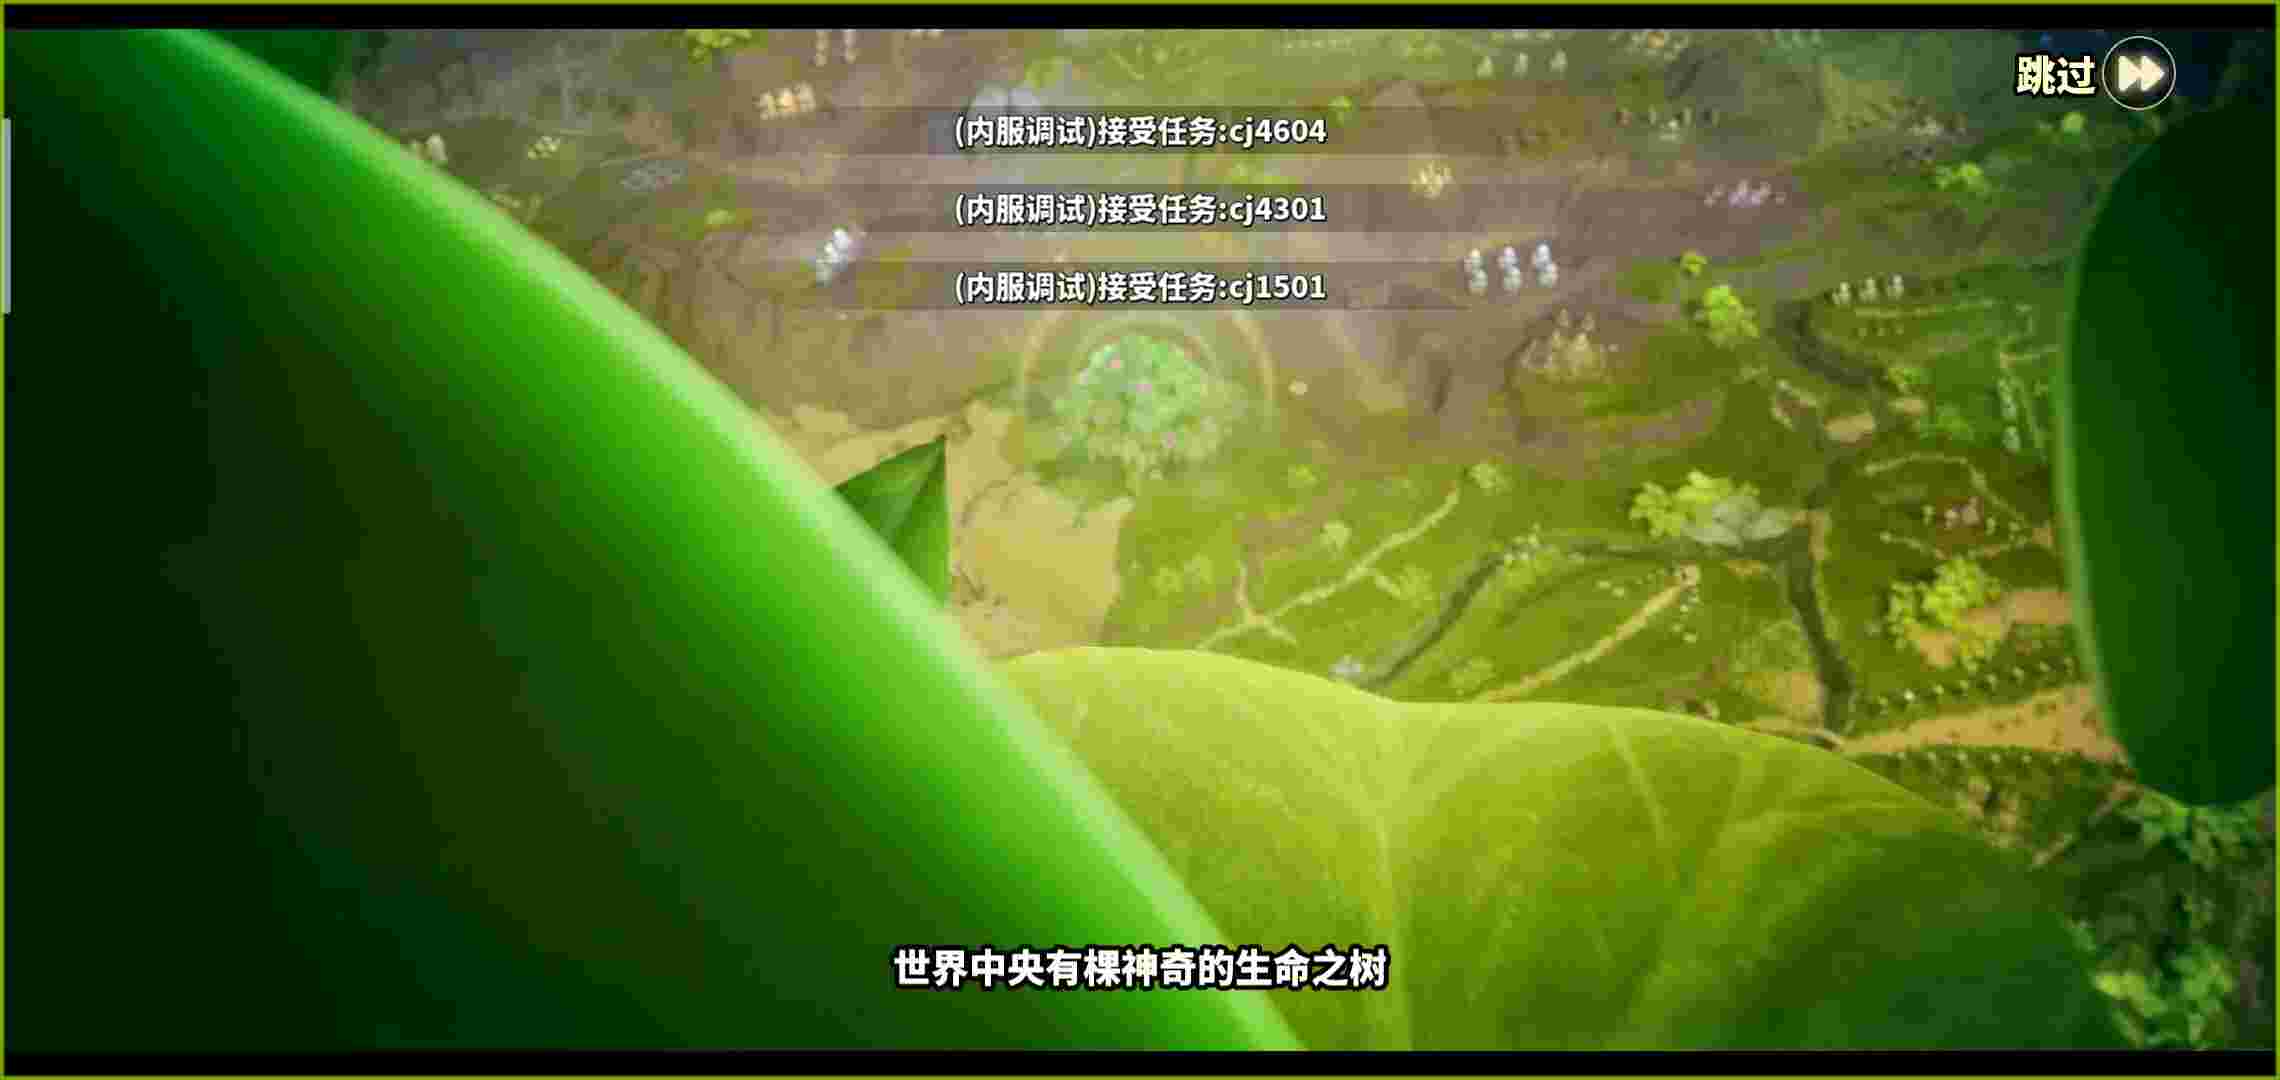 跳过
(内服调试)接受任务:cj4604
(内服调试)接受任务:cj4301
(内服调试)接受任务:cj1501
世界中央有棵神奇的生命之树